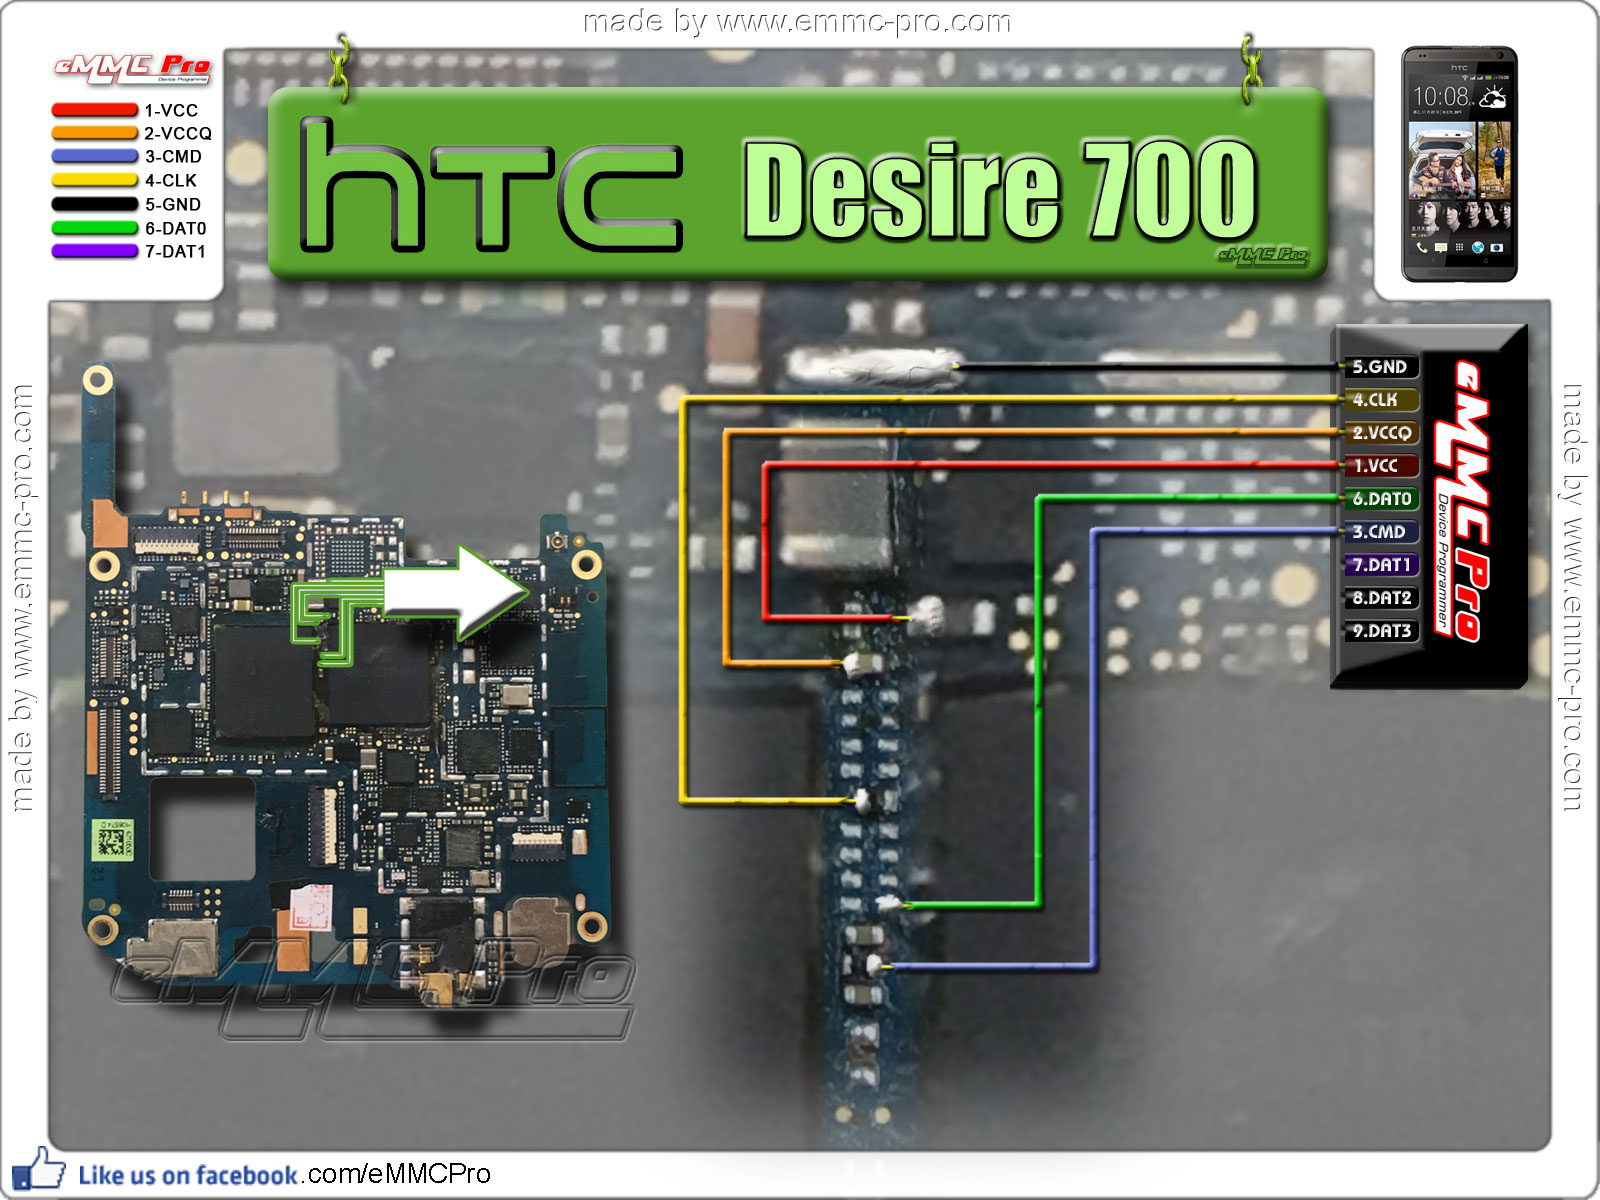 made by www.emmc-pro.com
eMMC Pro
Device Programmer
1-VCC
2-VCCQ
3-CMD
4-CLK
5-GND
6-DAT0
7-DAT1
hTC Desire 700
eMMC Pro
hTC
10:08
5.GND
4.CLK
2.VCCQ
1.VCC
6.DAT0
3.CMD
7.DAT1
8.DAT2
9.DAT3
eMMC Pro
Device Programmer
made by www.emmc-pro.com
made by www.emmc-pro.com
eMMC Pro
Like us on facebook.com/eMMCPro